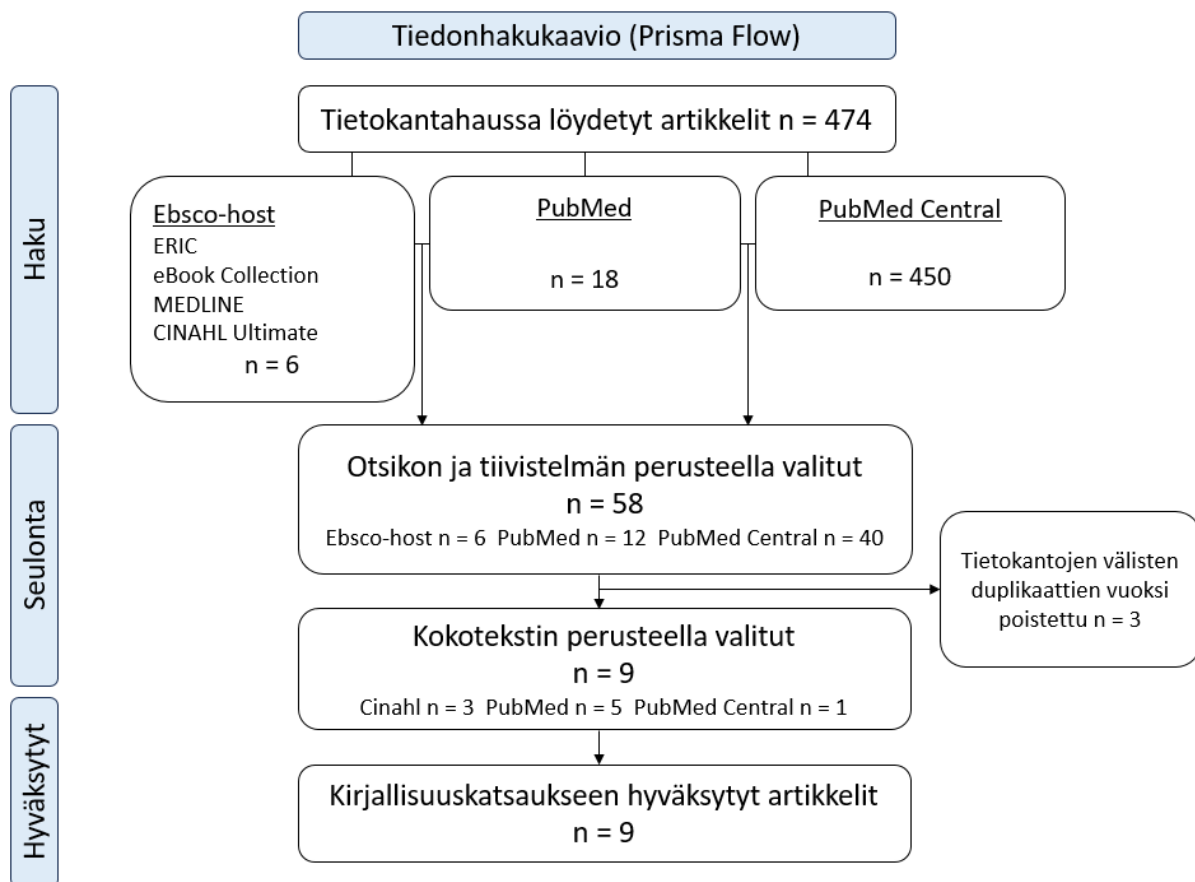 Tiedonhakukaavio (Prisma Flow)
Haku
Tietokantahaussa löydetyt artikkelit n = 474
Ebsco-host
ERIC
eBook Collection
MEDLINE
CINAHL Ultimate
n = 6
PubMed
n = 18
PubMed Central
n = 450
Seulonta
Otsikon ja tiivistelmän perusteella valitut
n = 58
Ebsco-host n = 6 PubMed n = 12 PubMed Central n = 40
Tietokantojen välisten
duplikaattien vuoksi
poistettu n = 3
Kokotekstin perusteella valitut
n = 9
Cinahl n = 3 PubMed n = 5 PubMed Central n = 1
Hyväksytyt
Kirjallisuuskatsaukseen hyväksytyt artikkelit
n = 9